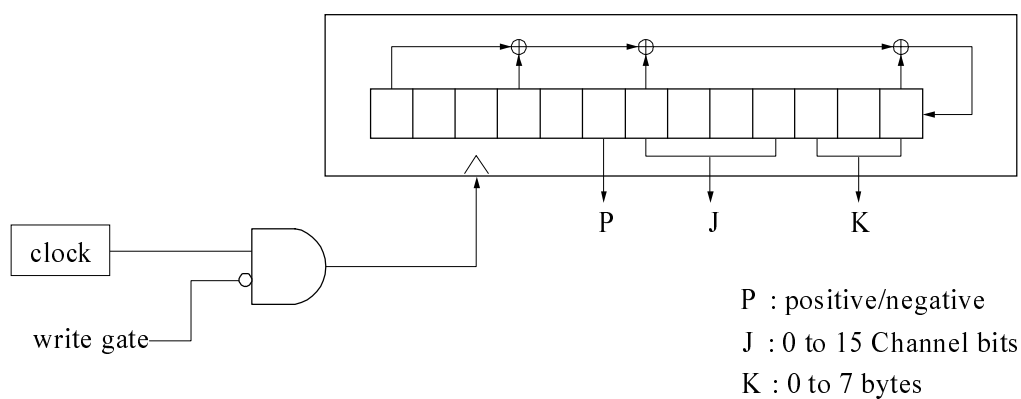 P
J
K
clock
write gate
P : positive/negative
J : 0 to 15 Channel bits
K : 0 to 7 bytes